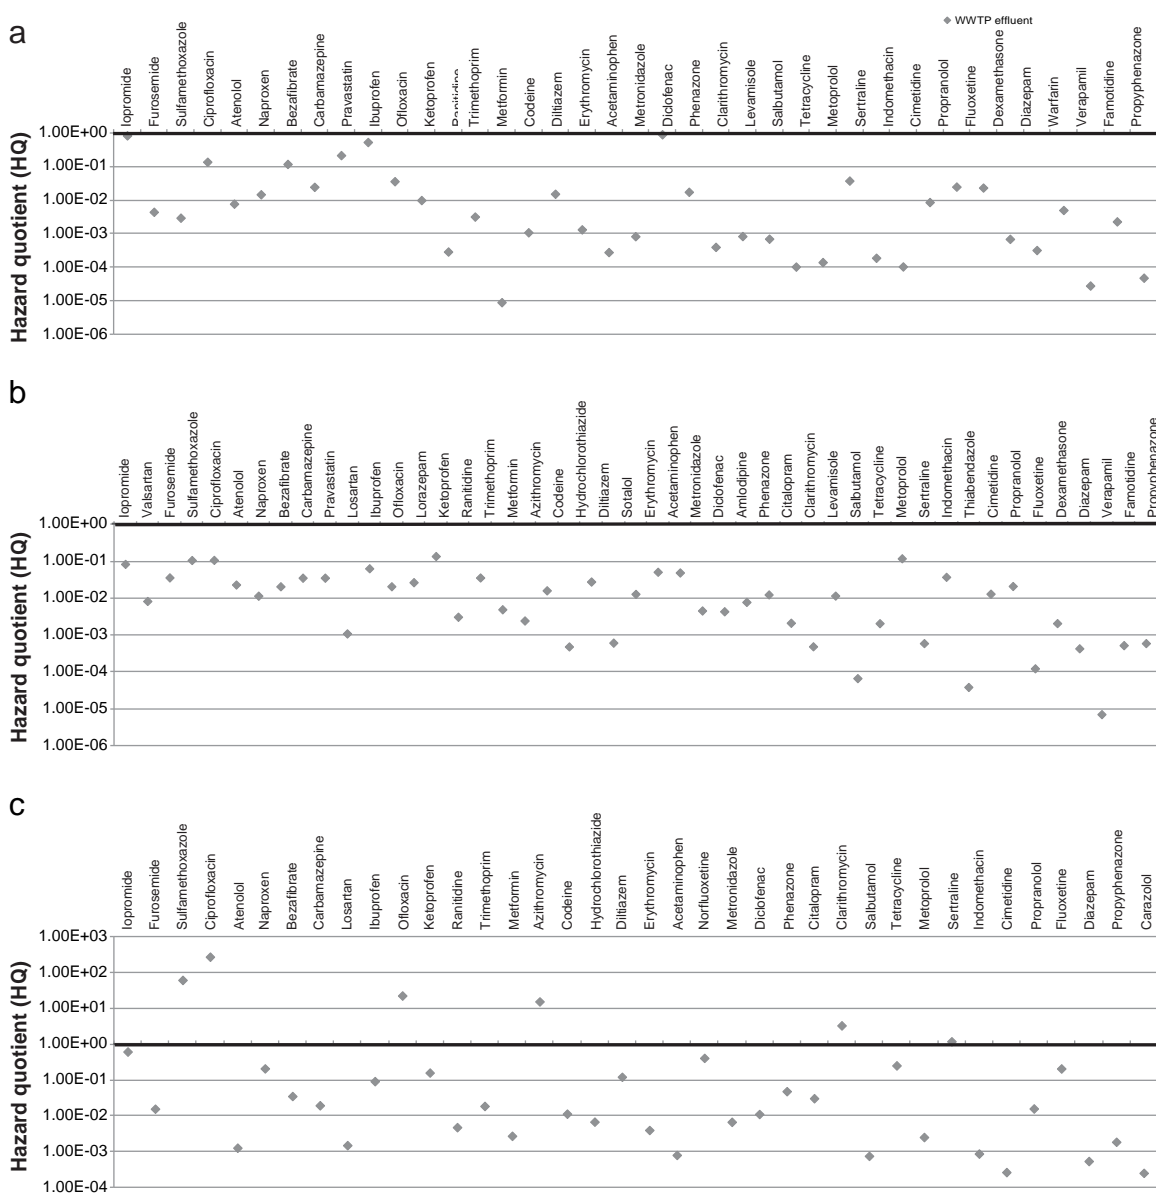 a
WWTP effluent
Iopromide
Furosemide
Sulfamethoxazole
Ciprofloxacin
Atenolol
Naproxen
Bezafibrate
Carbamazepine
Pravastatin
Ibuprofen
Ofloxacin
Ketoprofen
Trimethoprim
Metformin
Codeine
Diltiazem
Erythromycin
Acetaminophen
Metronidazole
Diclofenac
Phenazone
Clarithromycin
Levamisole
Salbutamol
Tetracycline
Metoprolol
Sertraline
Indomethacin
Cimetidine
Propranolol
Fluoxetine
Dexamethasone
Diazepam
Warfarin
Verapamil
Famotidine
Propyphenazone
Hazard quotient (HQ)
1.00E+00
1.00E-01
1.00E-02
1.00E-03
1.00E-04
1.00E-05
1.00E-06
b
Iopromide
Valsartan
Furosemide
Sulfamethoxazole
Ciprofloxacin
Atenolol
Naproxen
Bezafibrate
Carbamazepine
Pravastatin
Losartan
Ibuprofen
Ofloxacin
Lorazepam
Ketoprofen
Ranitidine
Trimethoprim
Metformin
Azithromycin
Codeine
Hydrochlorothiazide
Diltiazem
Sotalol
Erythromycin
Acetaminophen
Metronidazole
Diclofenac
Amlodipine
Phenazone
Citalopram
Clarithromycin
Levamisole
Salbutamol
Tetracycline
Metoprolol
Sertraline
Indomethacin
Thiabendazole
Cimetidine
Propranolol
Fluoxetine
Dexamethasone
Diazepam
Verapamil
Famotidine
Propyphenazone
Hazard quotient (HQ)
1.00E+00
1.00E-01
1.00E-02
1.00E-03
1.00E-04
1.00E-05
1.00E-06
c
Iopromide
Furosemide
Sulfamethoxazole
Ciprofloxacin
Atenolol
Naproxen
Bezafibrate
Carbamazepine
Losartan
Ibuprofen
Ofloxacin
Ketoprofen
Ranitidine
Trimethoprim
Metformin
Azithromycin
Codeine
Hydrochlorothiazide
Diltiazem
Erythromycin
Acetaminophen
Norfluoxetine
Metronidazole
Diclofenac
Phenazone
Citalopram
Clarithromycin
Salbutamol
Tetracycline
Metoprolol
Sertraline
Indomethacin
Cimetidine
Propranolol
Fluoxetine
Diazepam
Propyphenazone
Carazolol
Hazard quotient (HQ)
1.00E+03
1.00E+02
1.00E+01
1.00E+00
1.00E-01
1.00E-02
1.00E-03
1.00E-04